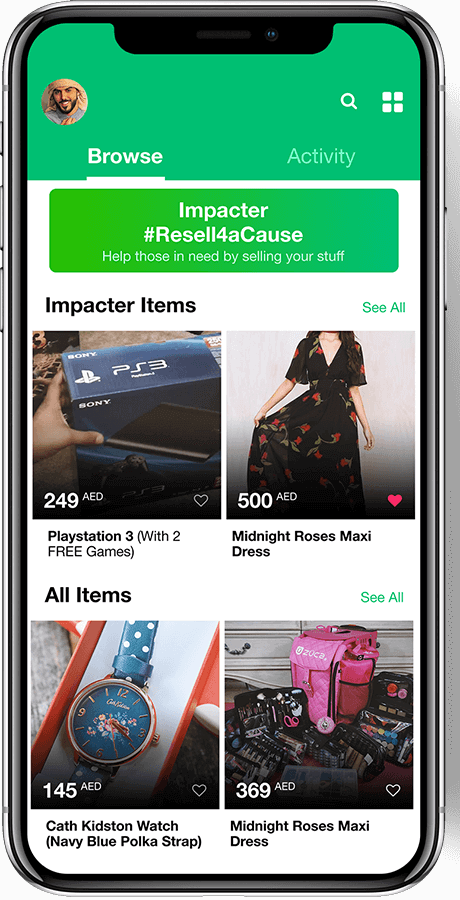 Browse
Activity
Impacter
#Resell4aCause
Help those in need by selling your stuff
Impacter Items
See All
SONY
PS3
PlayStation 3
SONY
249 AED
500 AED
Playstation 3 (With 2
FREE Games)
Midnight Roses Maxi
Dress
All Items
See All
Cath Kidston
ZÜCA
145 AED
369 AED
Cath Kidston Watch
(Navy Blue Polka Strap)
Midnight Roses Maxi
Dress